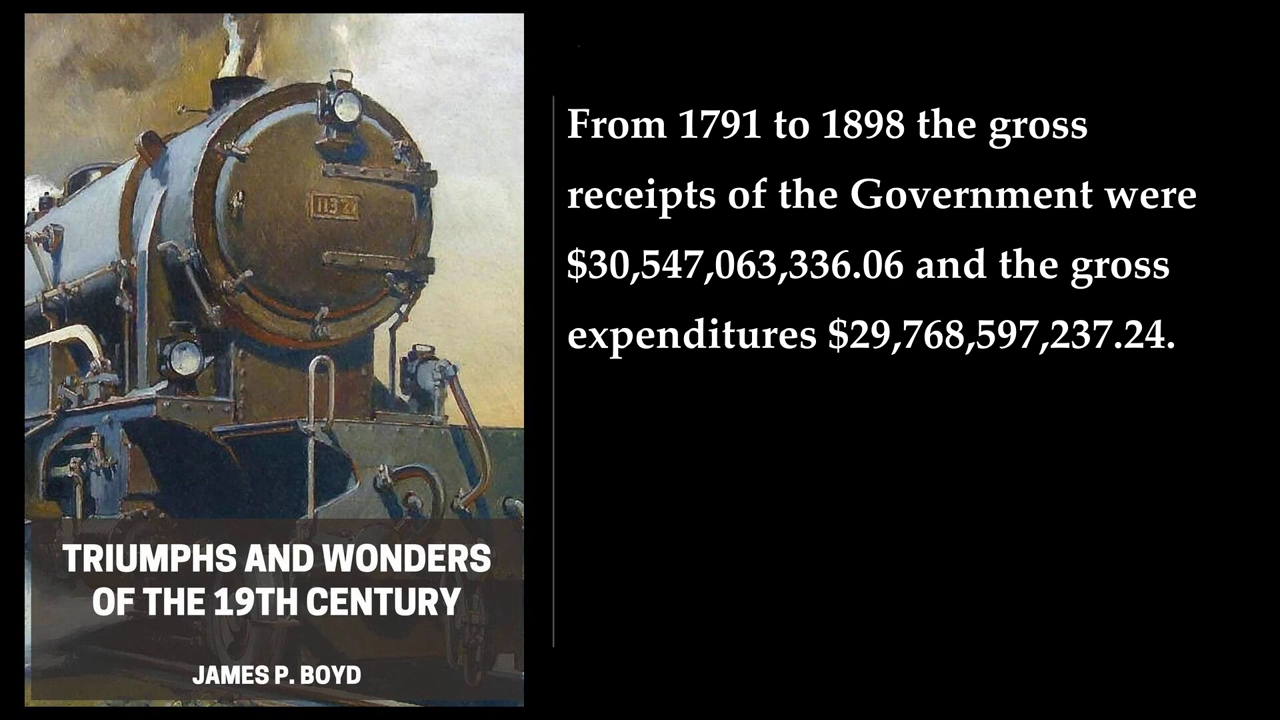 From 1791 to 1898 the gross
receipts of the Government were
$30,547,063,336.06 and the gross
expenditures $29,768,597,237.24.
TRIUMPHS AND WONDERS
OF THE 19TH CENTURY
JAMES P. BOYD